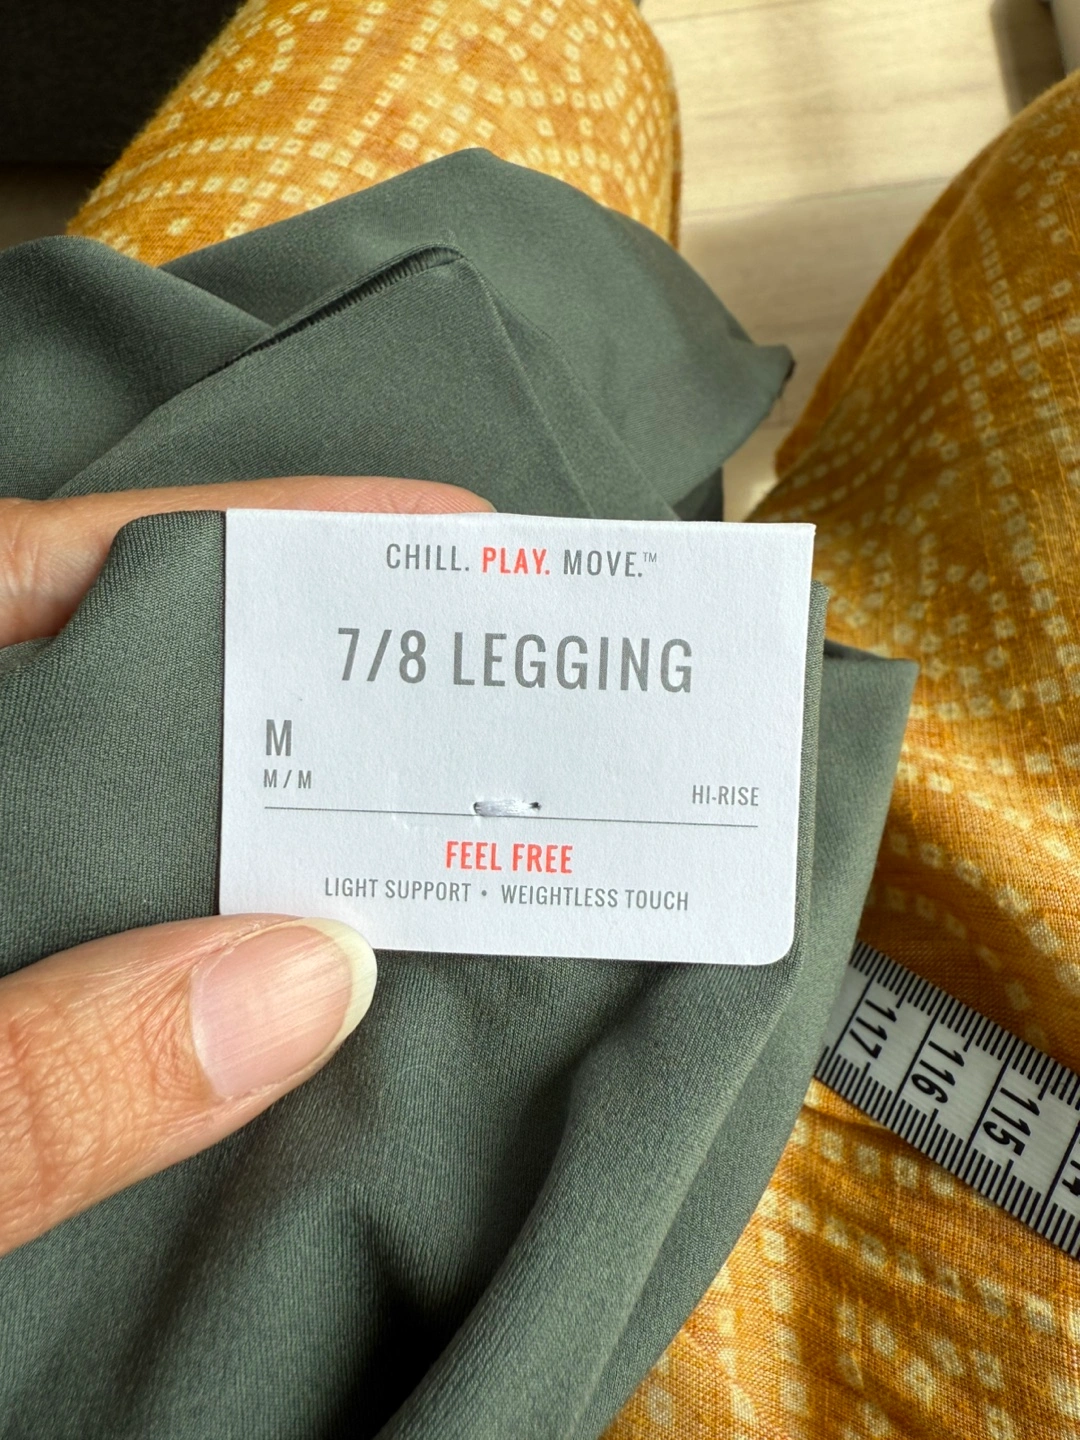 CHILL. PLAY. MOVE.™
7/8 LEGGING
M
M / M
HI-RISE
FEEL FREE
LIGHT SUPPORT • WEIGHTLESS TOUCH
117
116
115